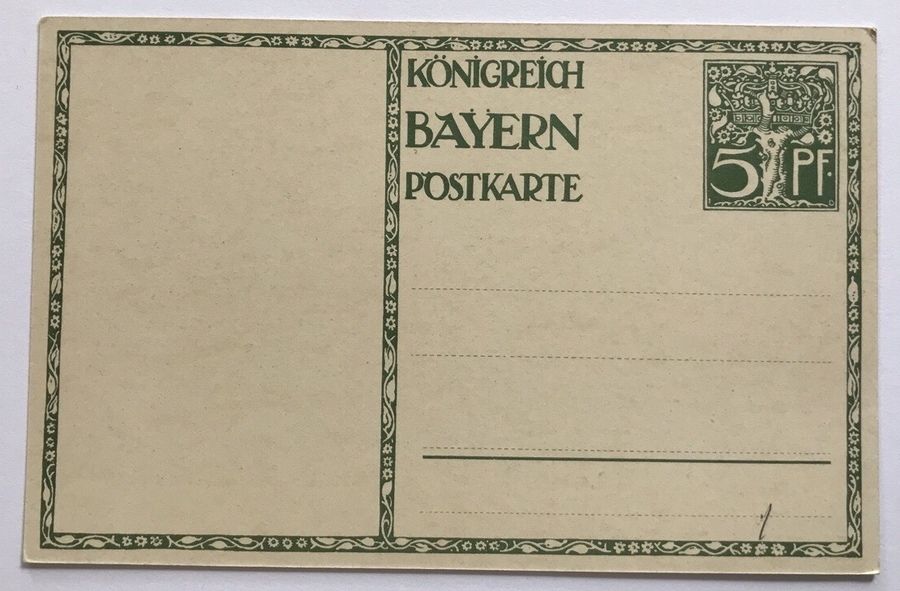 KÖNIGREICH
BAYERN
POSTKARTE
5 PF.